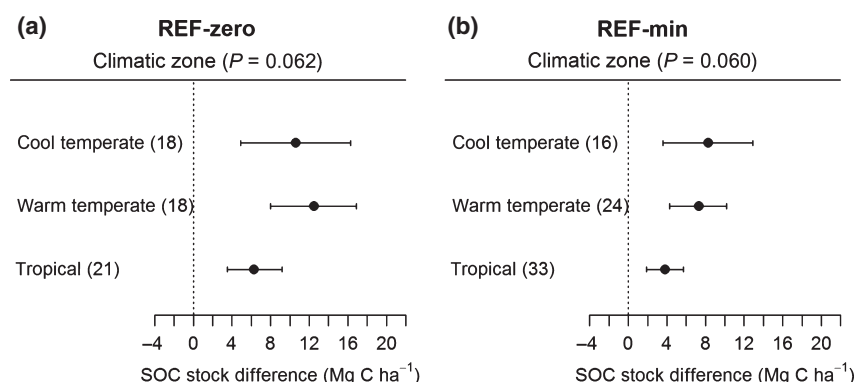 (a) REF-zero
Climatic zone (P = 0.062)
Cool temperate (18)
Warm temperate (18)
Tropical (21)
−4 0 4 8 12 16 20
SOC stock difference (Mg C ha−1)
(b) REF-min
Climatic zone (P = 0.060)
Cool temperate (16)
Warm temperate (24)
Tropical (33)
−4 0 4 8 12 16 20
SOC stock difference (Mg C ha−1)